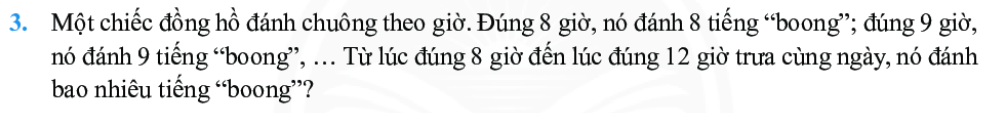 3. Một chiếc đồng hồ đánh chuông theo giờ. Đúng 8 giờ, nó đánh 8 tiếng “boong”; đúng 9 giờ,
nó đánh 9 tiếng “boong”, … Từ lúc đúng 8 giờ đến lúc đúng 12 giờ trưa cùng ngày, nó đánh
bao nhiêu tiếng “boong”?